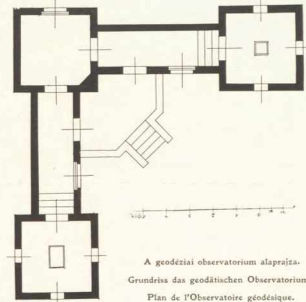 A geodéziai observatorium alaprajza.
Grundriss das geodätischen Observatorium
Plan de l'Observatoire géodésique.